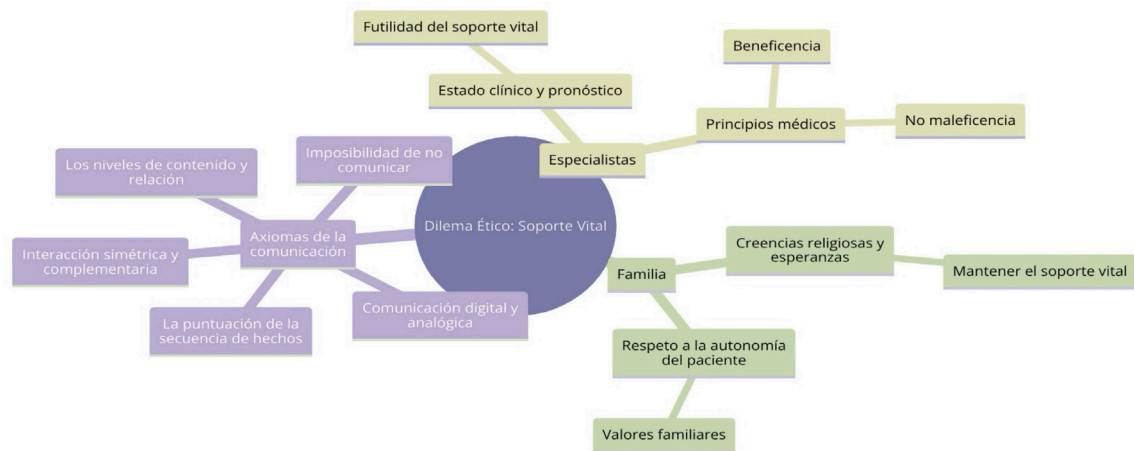 Futilidad del soporte vital
Beneficencia
Estado clínico y pronóstico
Principios médicos
No maleficencia
Especialistas
Imposibilidad de no
comunicar
Los niveles de contenido y
relación
Dilema Ético: Soporte Vital
Axiomas de la
comunicación
Interacción simétrica y
complementaria
Comunicación digital y
analógica
La puntuación de la
secuencia de hechos
Familia
Creencias religiosas y
esperanzas
Mantener el soporte vital
Respeto a la autonomía
del paciente
Valores familiares